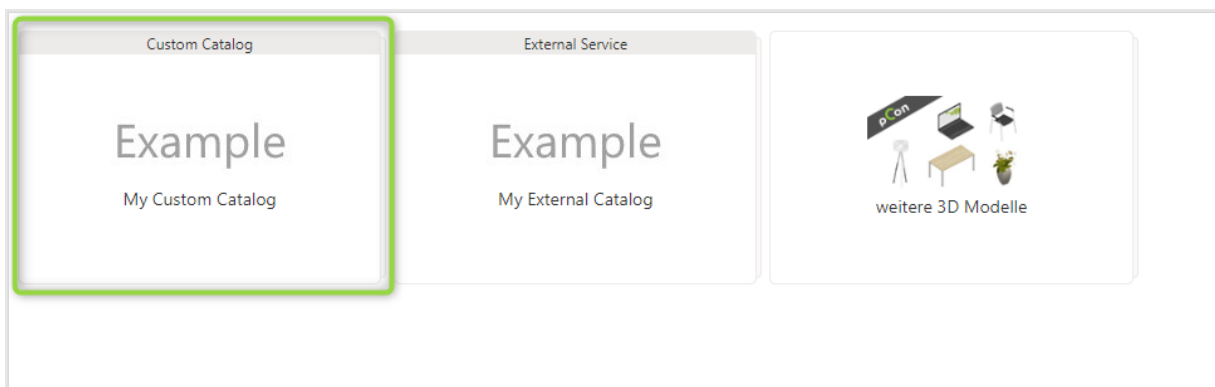 Custom Catalog
Example
My Custom Catalog
External Service
Example
My External Catalog
pCon
weitere 3D Modelle